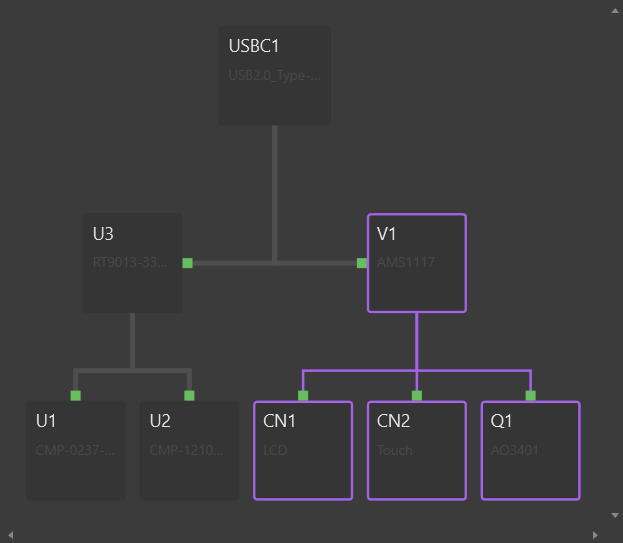 USBC1
USB2.0_Type-...
U3
RT9013-33...
V1
AMS1117
U1
CMP-0237-...
U2
CMP-1210...
CN1
LCD
CN2
Touch
Q1
AO3401